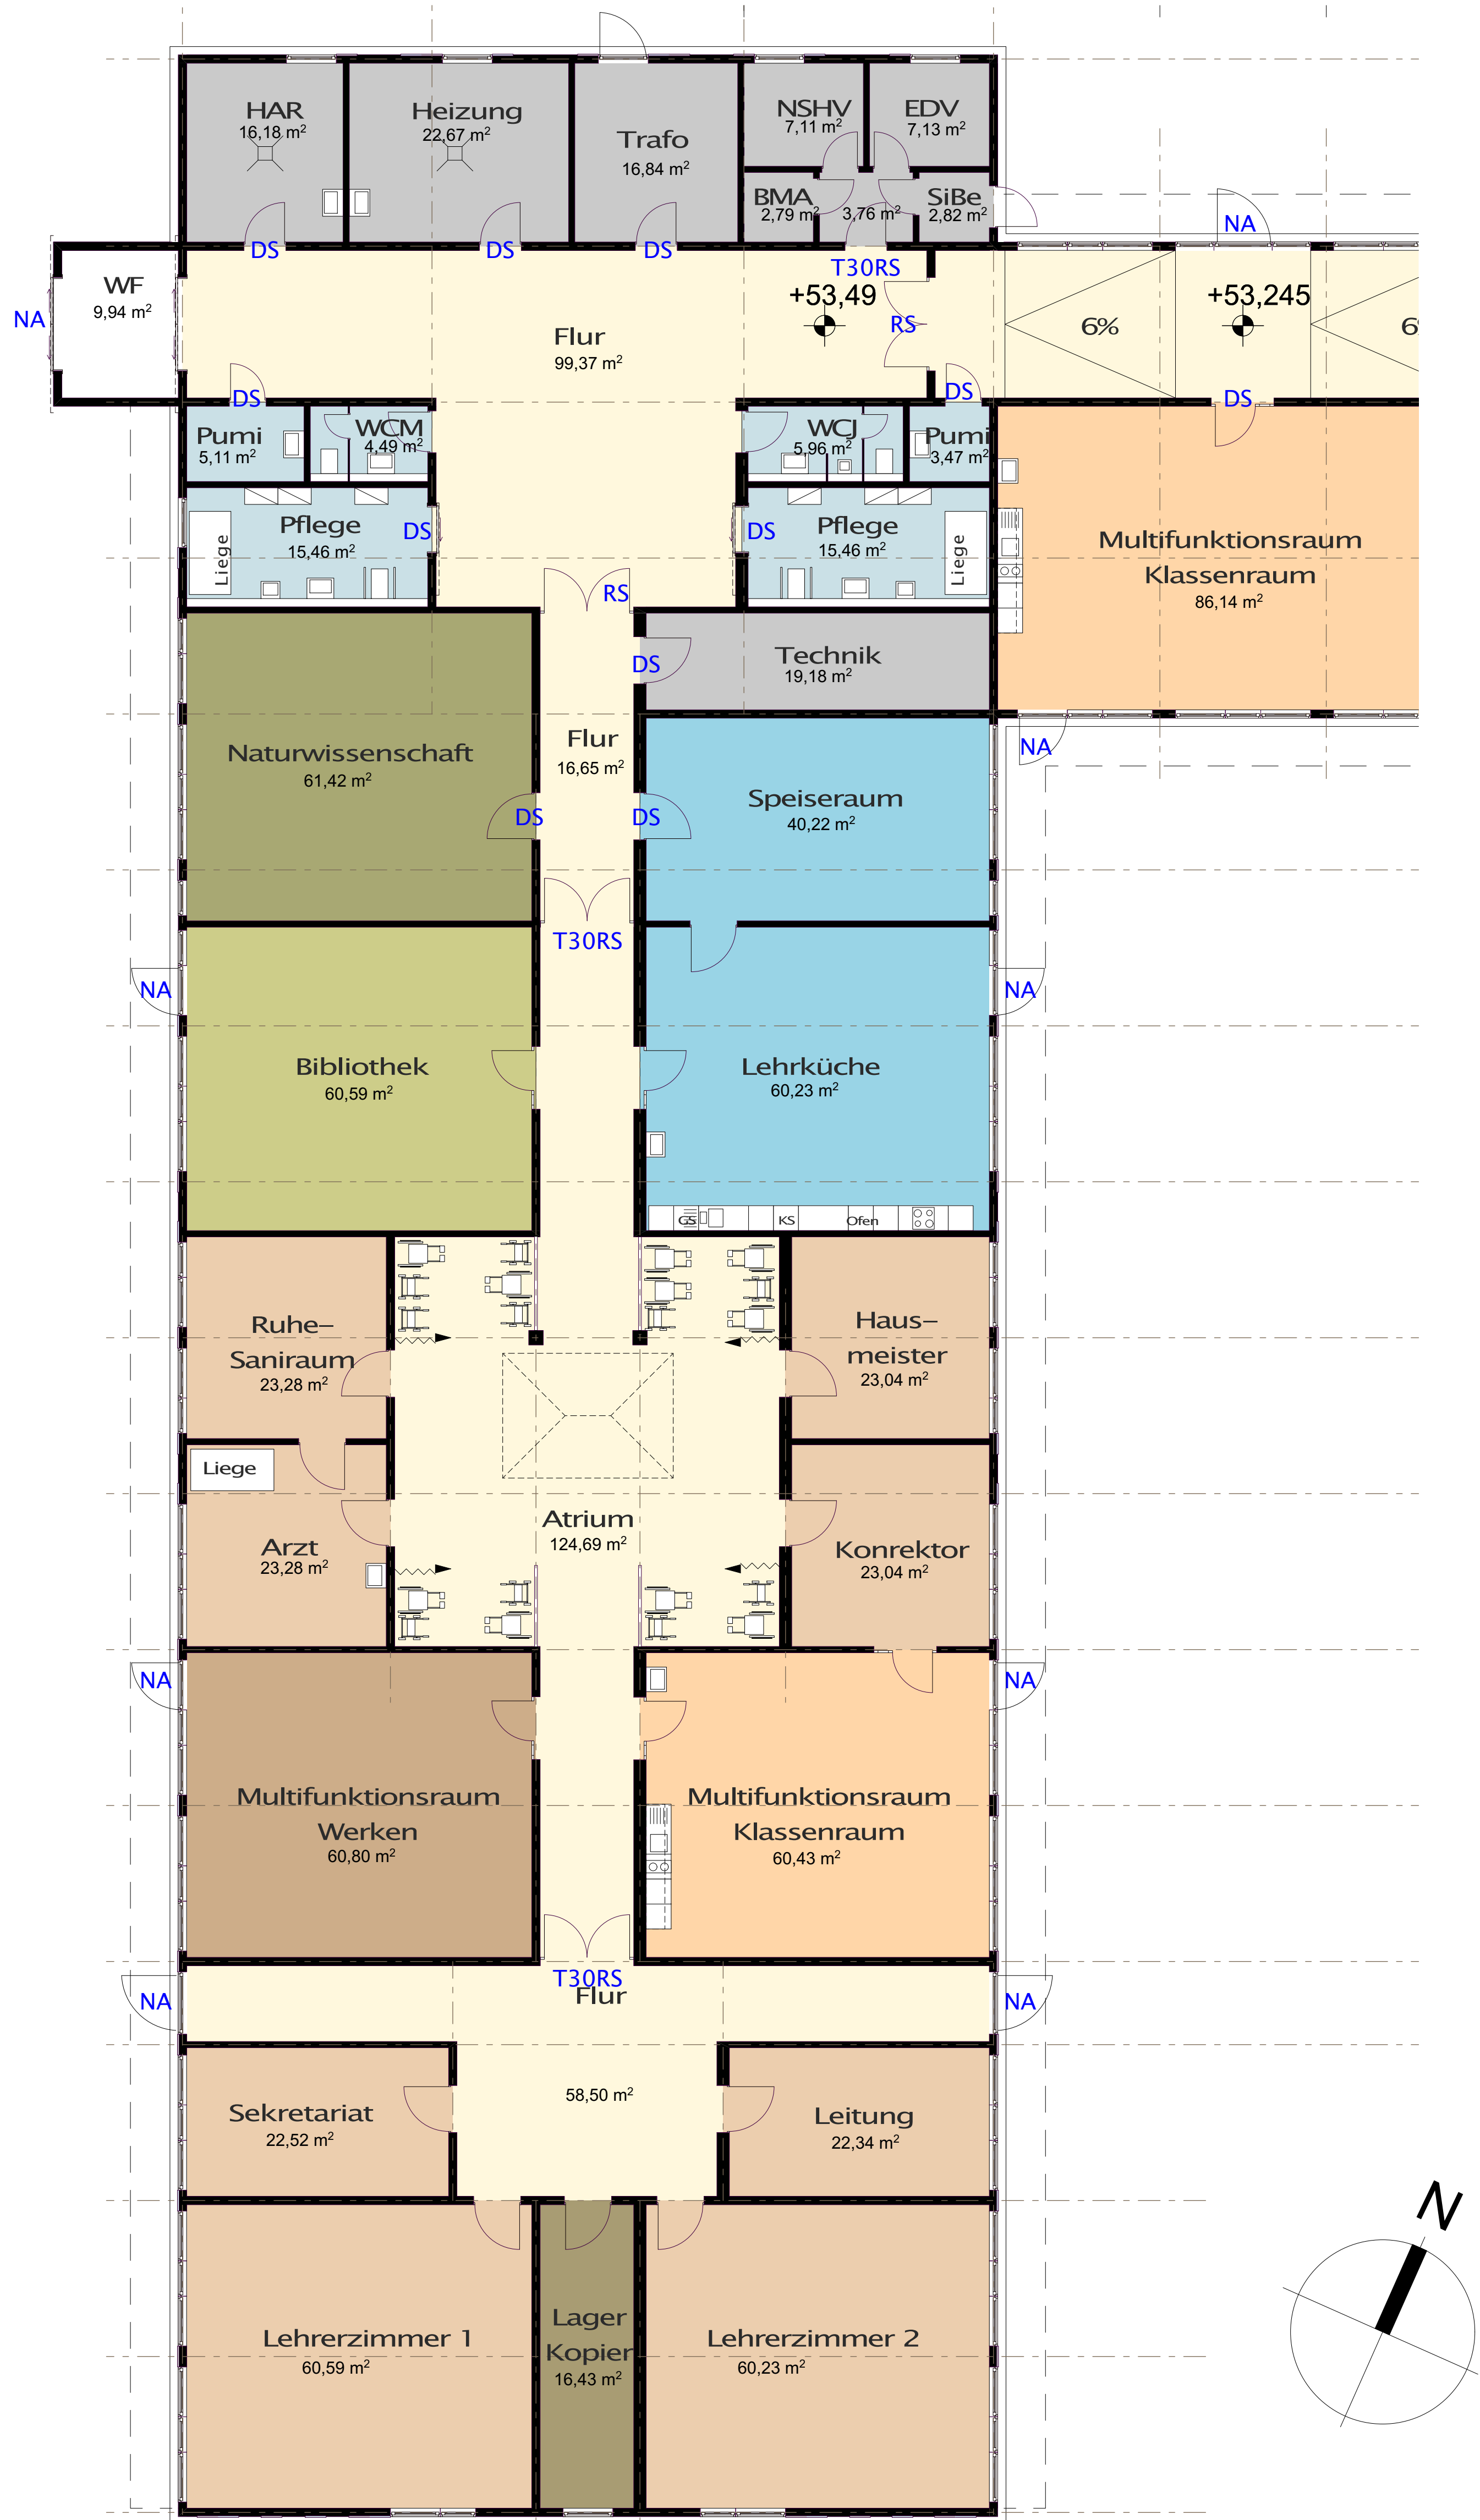 HAR
16,18 m²
Heizung
22,67 m²
Trafo
16,84 m²
NSHV
7,11 m²
EDV
7,13 m²
BMA
2,79 m²
3,76 m²
SiBe
2,82 m²
DS
DS
DS
T30RS
NA
WF
9,94 m²
NA
Flur
99,37 m²
+53,49
RS
6%
+53,245
DS
DS
DS
Pumi
5,11 m²
WCM
4,49 m²
WCJ
5,96 m²
Pumi
3,47 m²
Liege
Pflege
15,46 m²
DS
DS
Pflege
15,46 m²
Liege
Multifunktionsraum
Klassenraum
86,14 m²
RS
DS
Technik
19,18 m²
NA
Naturwissenschaft
61,42 m²
Flur
16,65 m²
DS
DS
Speiseraum
40,22 m²
T30RS
NA
NA
Bibliothek
60,59 m²
Lehrküche
60,23 m²
GS
KS
Ofen
Ruhe–
Saniraum
23,28 m²
Haus–
meister
23,04 m²
Liege
Arzt
23,28 m²
Atrium
124,69 m²
Konrektor
23,04 m²
NA
NA
Multifunktionsraum
Werken
60,80 m²
Multifunktionsraum
Klassenraum
60,43 m²
T30RS
Flur
NA
NA
58,50 m²
Sekretariat
22,52 m²
Leitung
22,34 m²
Lehrerzimmer 1
60,59 m²
Lager
Kopier
16,43 m²
Lehrerzimmer 2
60,23 m²
N